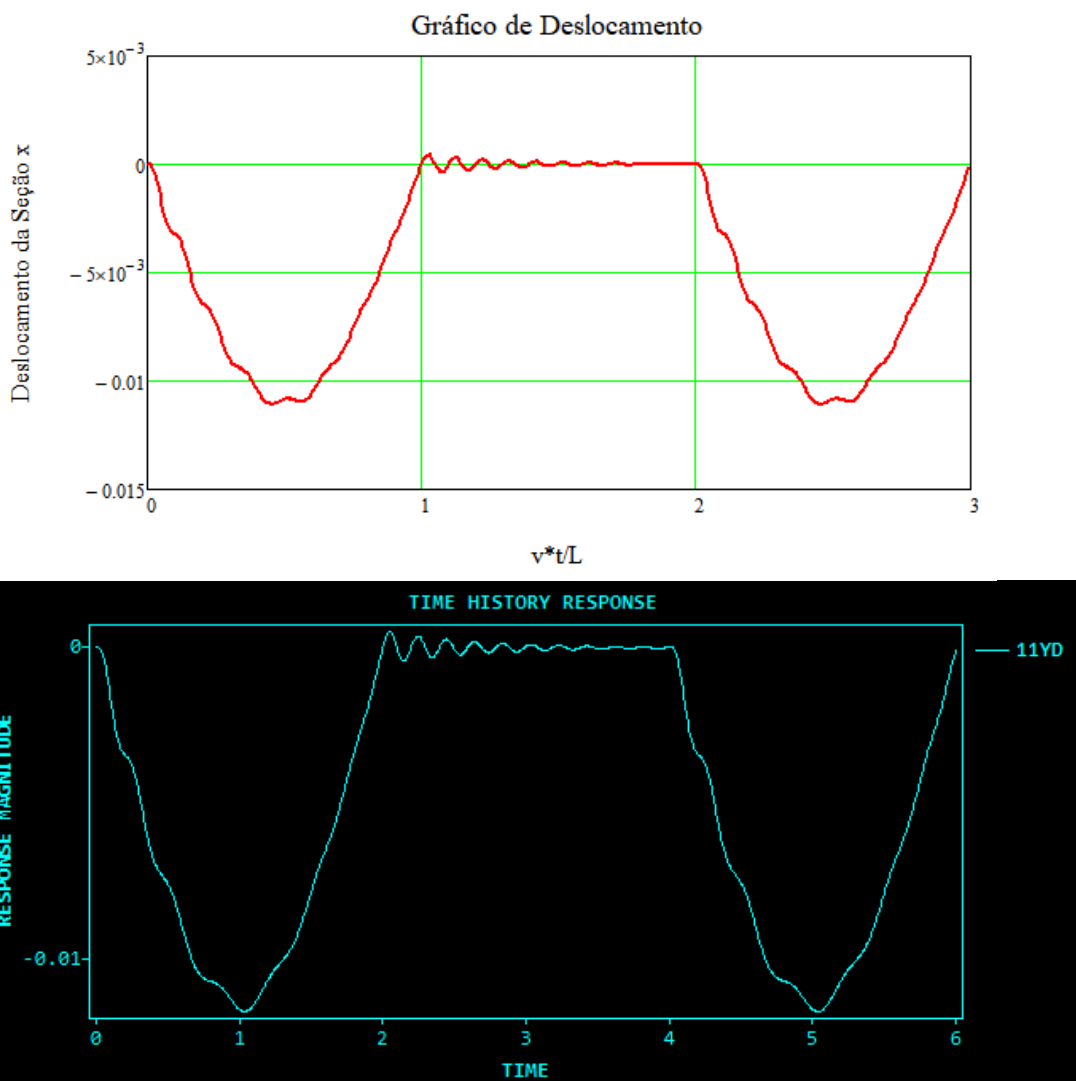 Gráfico de Deslocamento
5×10⁻³
0
− 5×10⁻³
− 0.01
− 0.015
Deslocamento da Seção x
0 1 2 3
v*t/L
TIME HISTORY RESPONSE
0
-0.01
RESPONSE MAGNITUDE
11YD
0 1 2 3 4 5 6
TIME